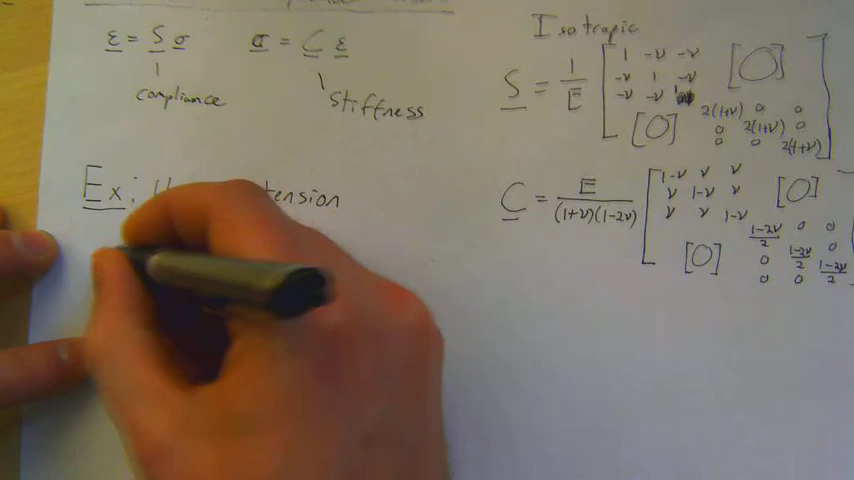 ε = S σ
σ = C ε
compliance
stiffness
Isotropic
S = 1/E [ 1 -ν -ν [0]
-ν 1 -ν
-ν -ν 1
[0] 2(1+ν) 0 0
0 2(1+ν) 0
0 0 2(1+ν) ]
Ex: tension
C = E/((1+ν)(1-2ν)) [ 1-ν ν ν [0]
ν 1-ν ν
ν ν 1-ν
[0] 1-2ν/2 0 0
0 1-2ν/2 0
0 0 1-2ν/2